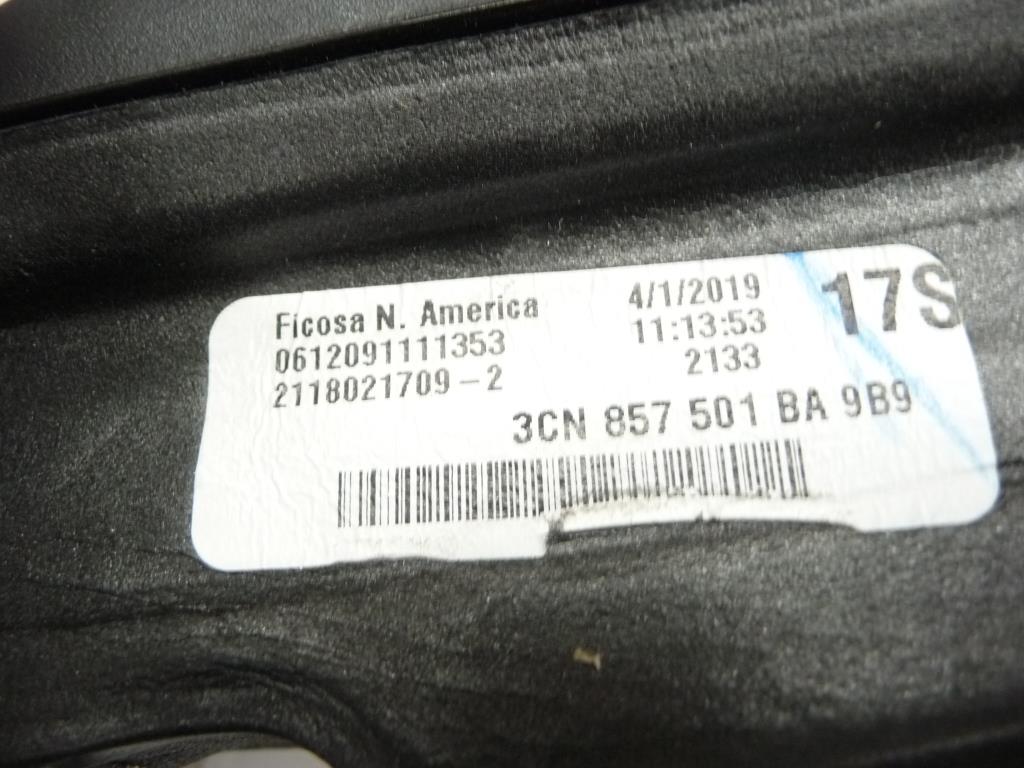 Ficosa N. America 4/1/2019 17S
0612091111353 11:13:53
2118021709-2 2133
3CN 857 501 BA 9B9